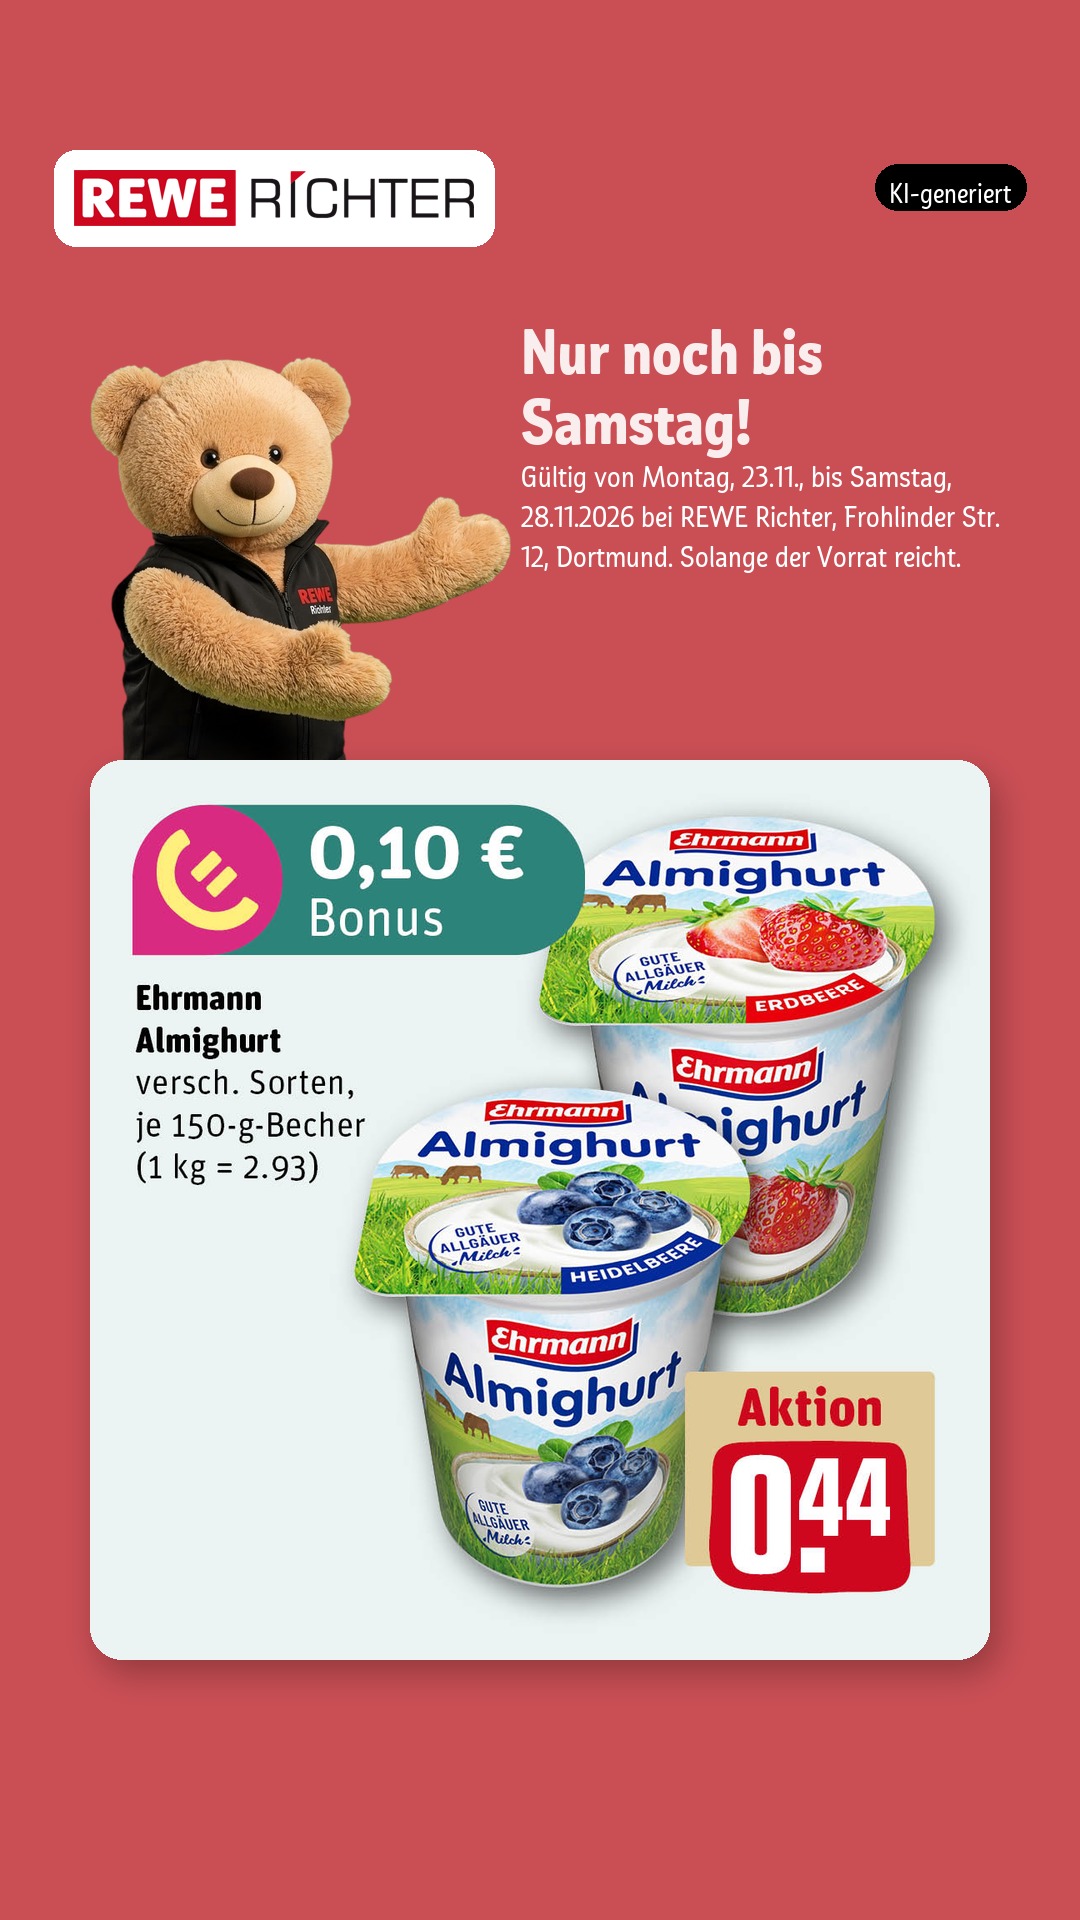 REWE RICHTER
KI-generiert
Nur noch bis
Samstag!
Gültig von Montag, 23.11., bis Samstag,
28.11.2026 bei REWE Richter, Frohlinder Str.
12, Dortmund. Solange der Vorrat reicht.
REWE
Richter
0,10 €
Bonus
Ehrmann
Almighurt
versch. Sorten,
je 150-g-Becher
(1 kg = 2.93)
Ehrmann
Almighurt
GUTE
ALLGÄUER
Milch
ERDBEERE
Ehrmann
Almighurt
Ehrmann
Almighurt
GUTE
ALLGÄUER
Milch
HEIDELBEERE
Ehrmann
Almighurt
GUTE
ALLGÄUER
Milch
Aktion
0.44